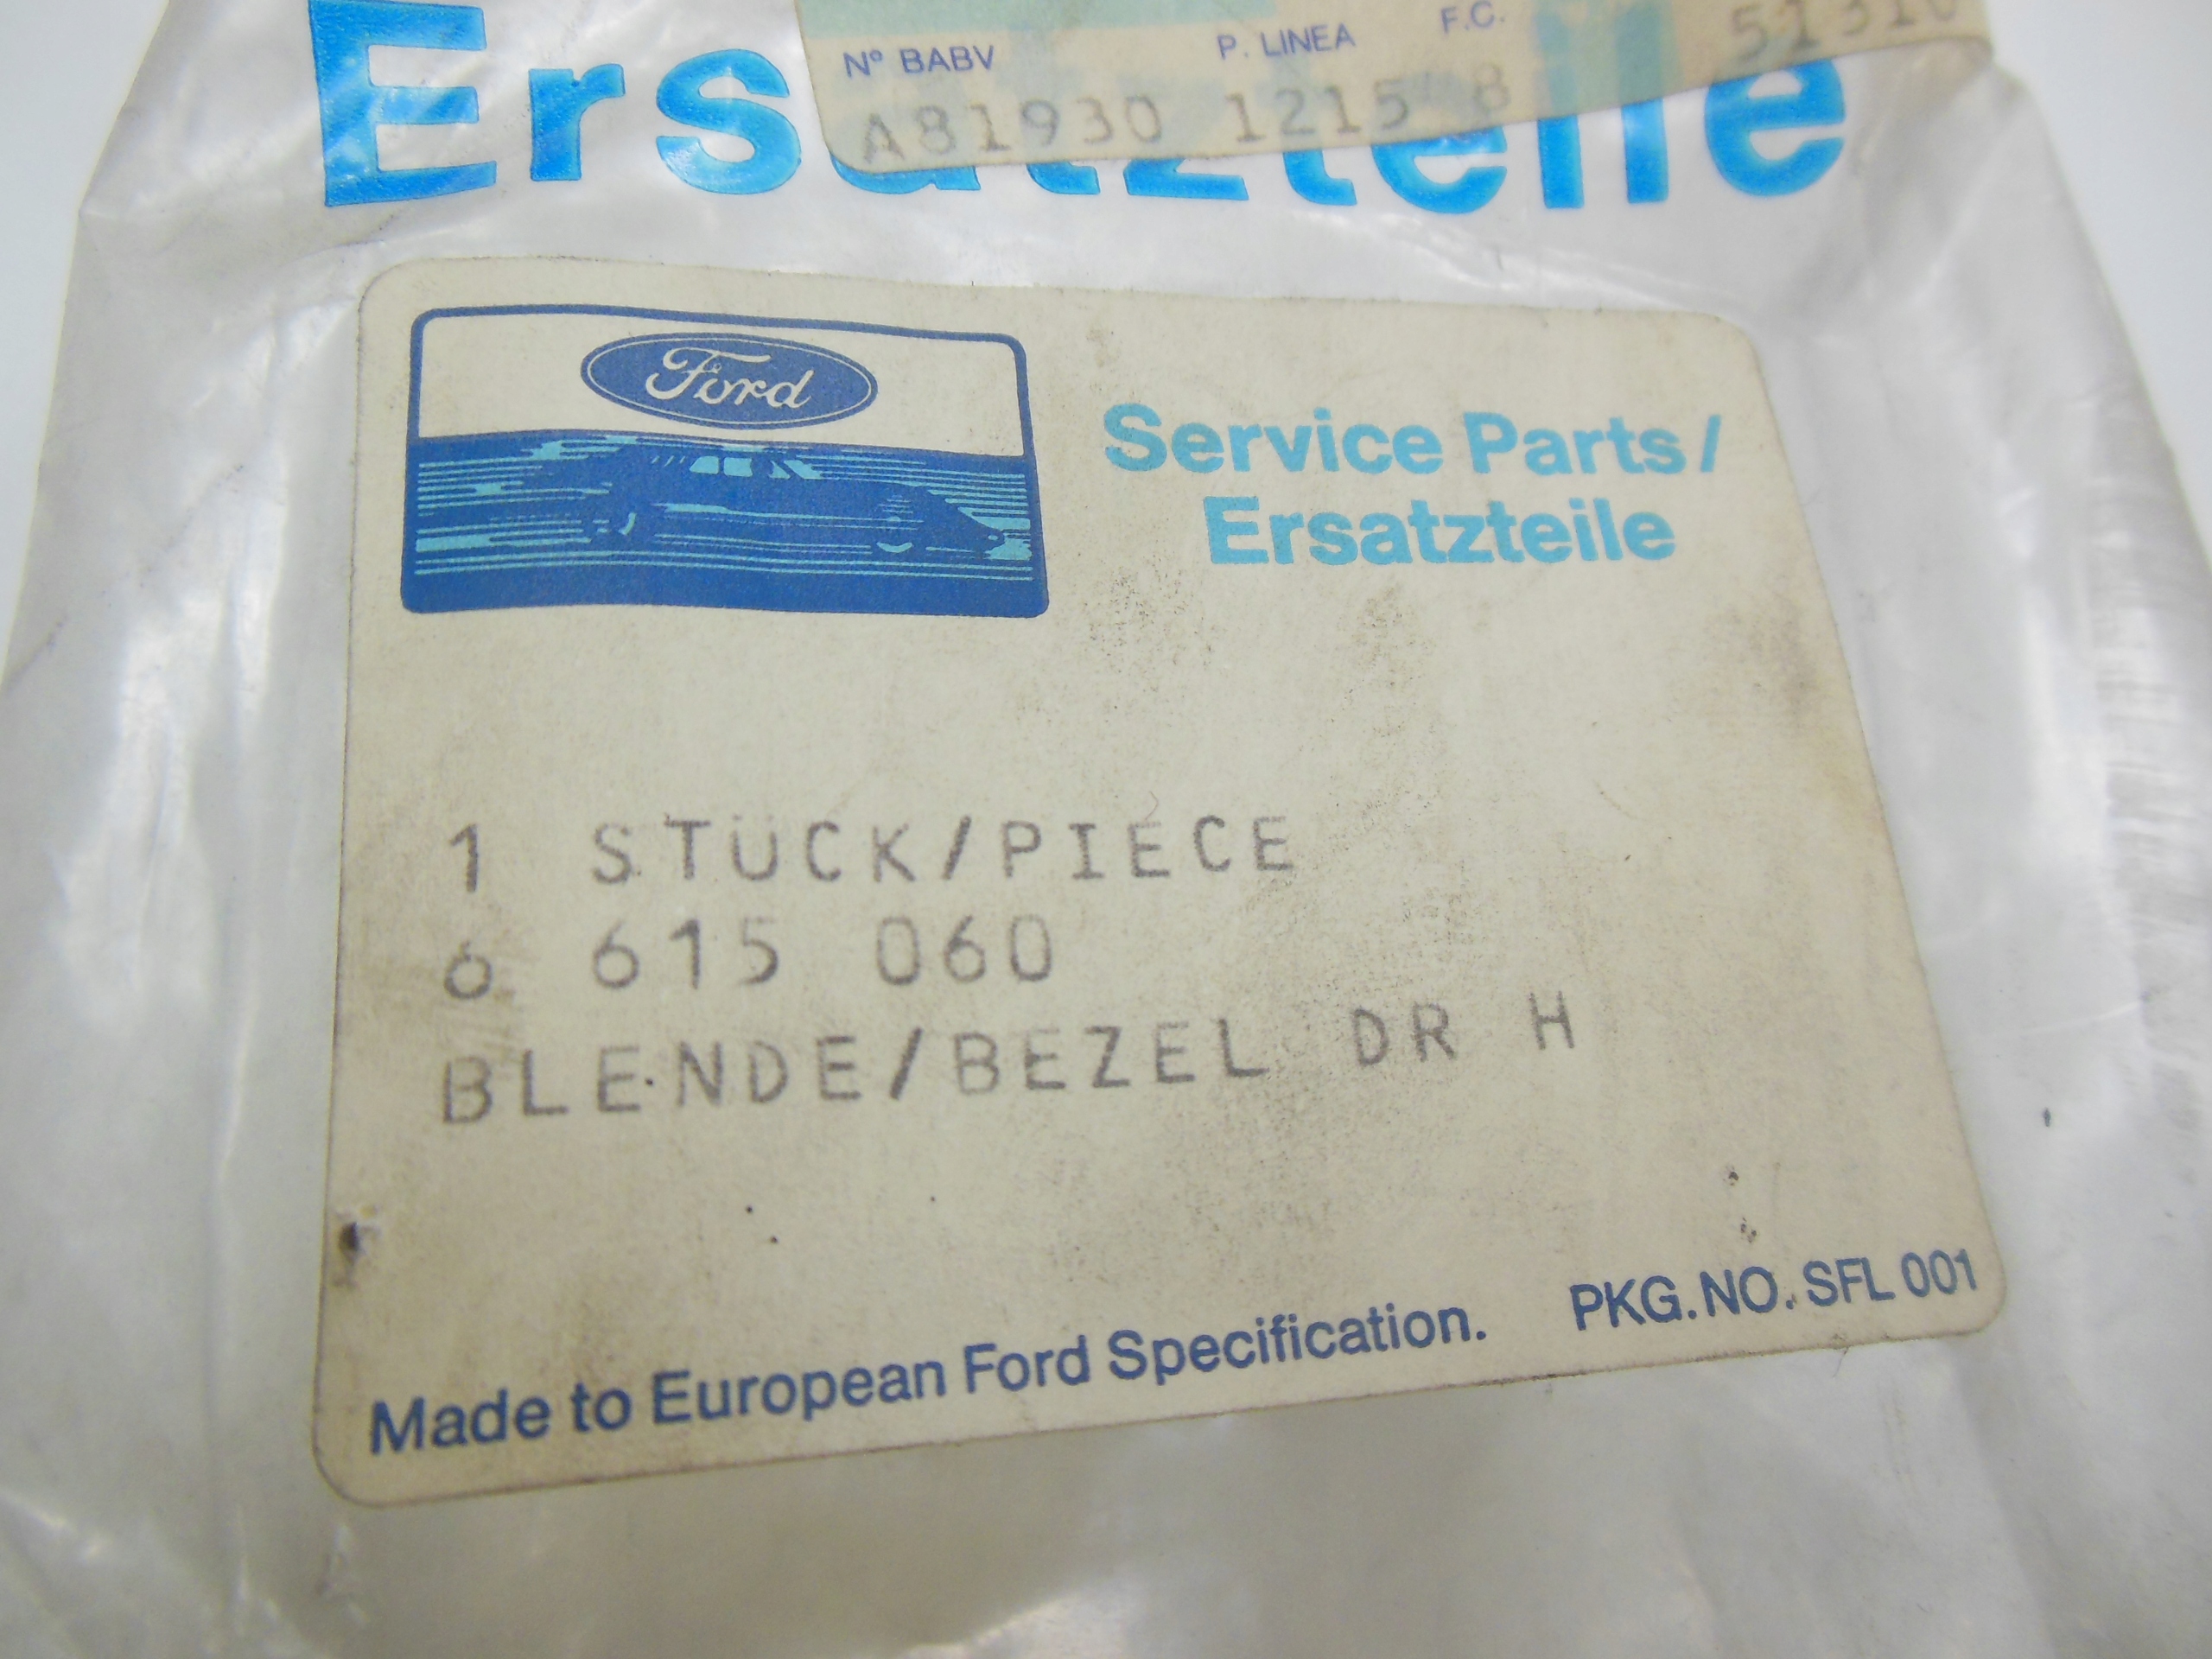 Ersatzteile
Nº BABV P. LINEA F.C.
A81930 1215 8
Ford
Service Parts/
Ersatzteile
1 STÜCK/PIÉCE
6 615 060
BLENDE/BEZEL DR H
Made to European Ford Specification. PKG.NO. SFL 001